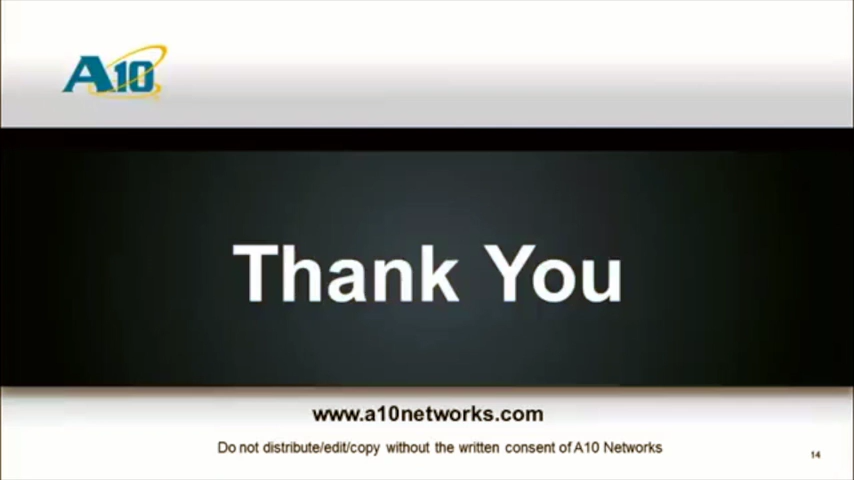 A10
Thank You
www.a10networks.com
Do not distribute/edit/copy without the written consent of A10 Networks
14